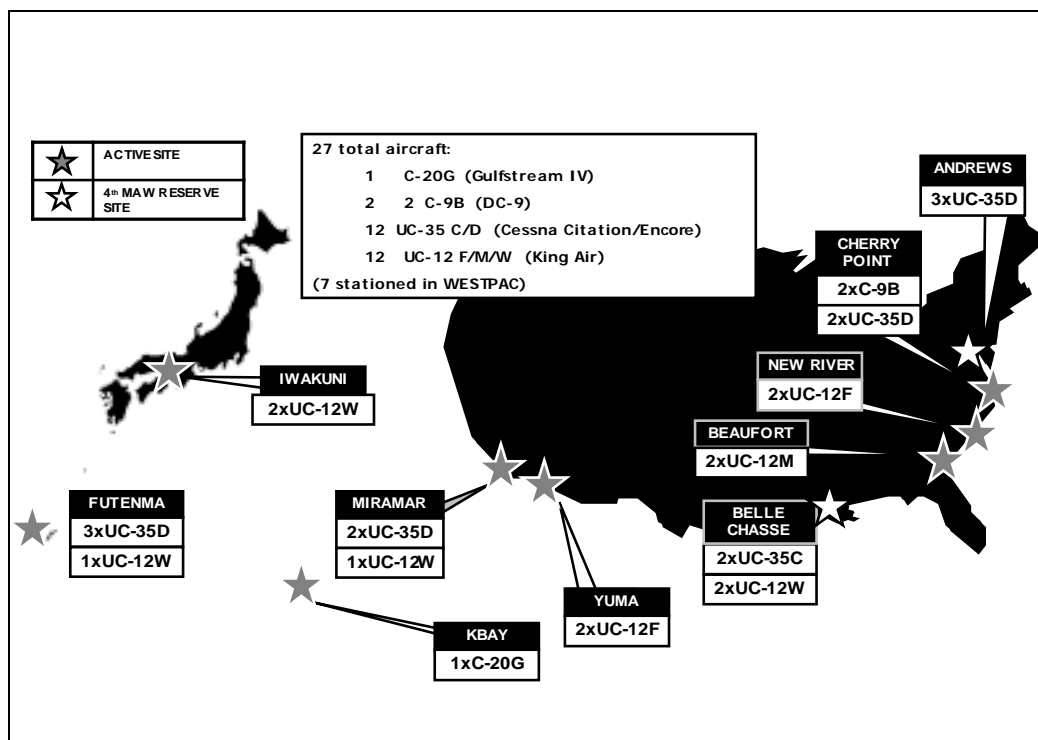 ACTIVE SITE
4th MAW RESERVE
SITE
27 total aircraft:
1 C-20G (Gulfstream IV)
2 2 C-9B (DC-9)
12 UC-35 C/D (Cessna Citation/Encore)
12 UC-12 F/M/W (King Air)
(7 stationed in WESTPAC)
ANDREWS
3xUC-35D
CHERRY
POINT
2xC-9B
2xUC-35D
NEW RIVER
2xUC-12F
BEAUFORT
2xUC-12M
BELLE
CHASSE
2xUC-35C
2xUC-12W
IWAKUNI
2xUC-12W
FUTENMA
3xUC-35D
1xUC-12W
MIRAMAR
2xUC-35D
1xUC-12W
YUMA
2xUC-12F
KBAY
1xC-20G